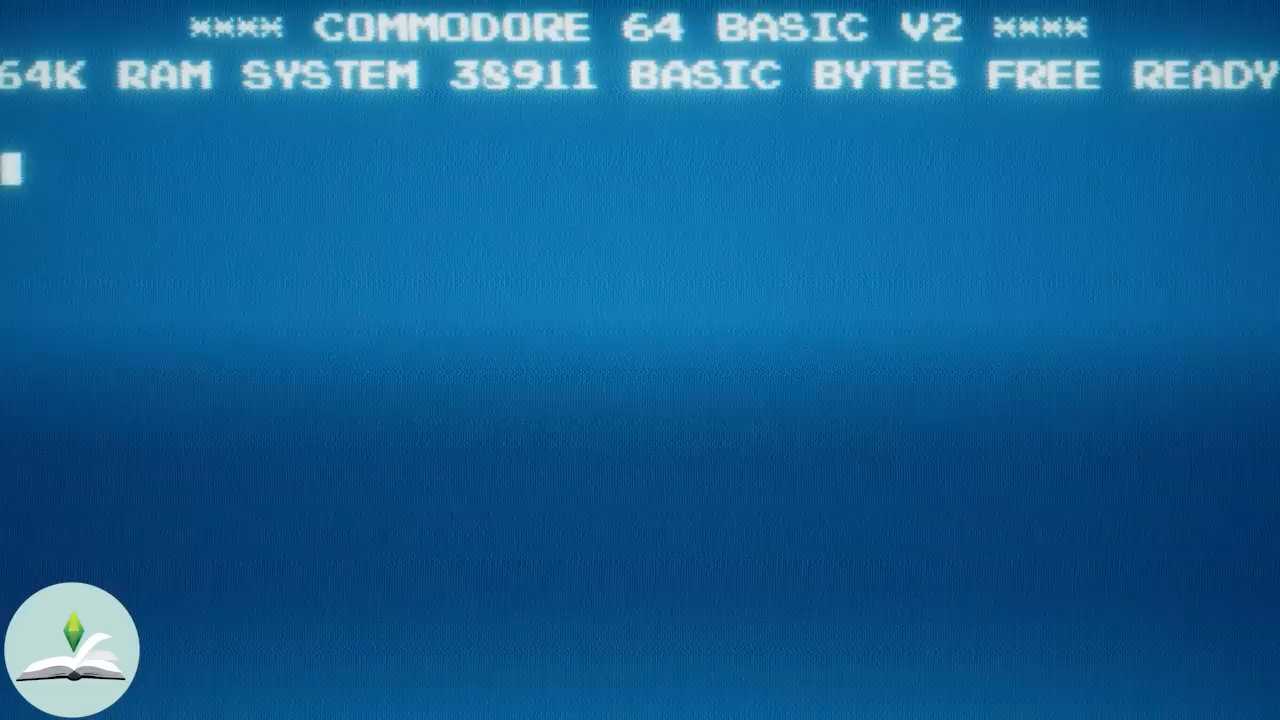 **** COMMODORE 64 BASIC V2 ****
64K RAM SYSTEM 38911 BASIC BYTES FREE READY